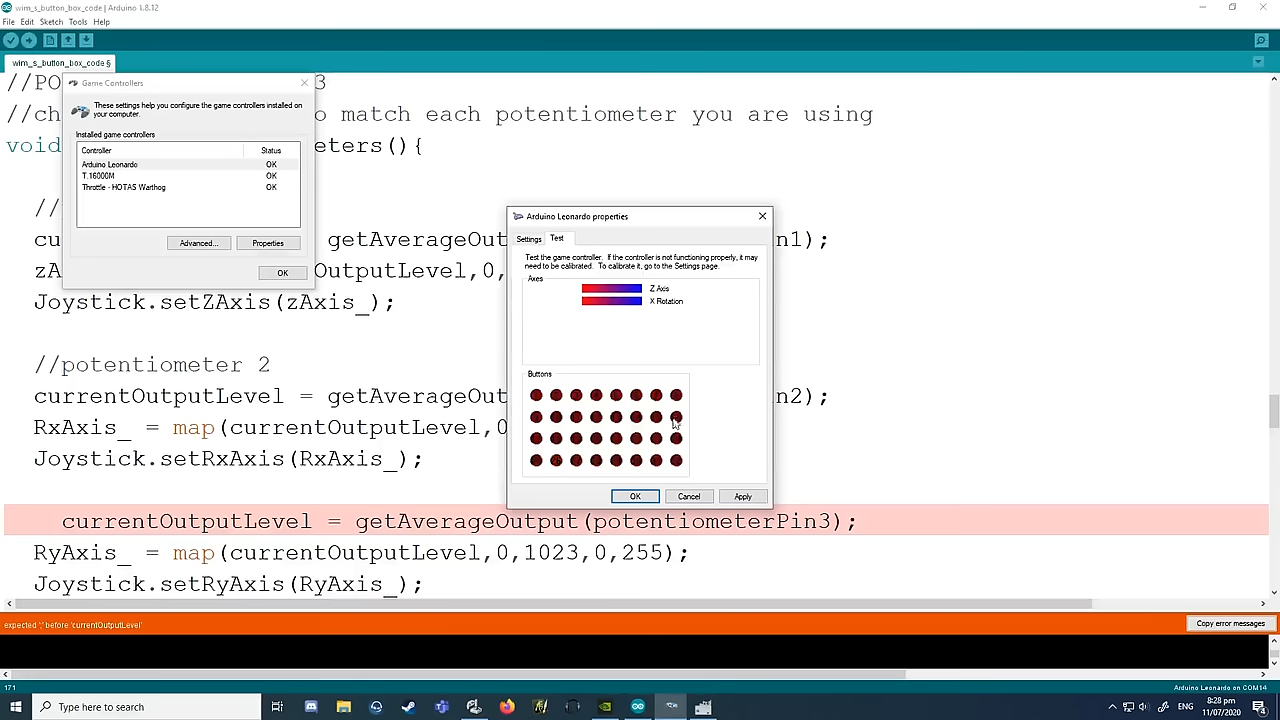 wim_s_button_box_code | Arduino 1.8.12
File Edit Sketch Tools Help
wim_s_button_box_code §
//PO 3
//ch o match each potentiometer you are using
void eters(){
Game Controllers
These settings help you configure the game controllers installed on
your computer.
Installed game controllers
Controller Status
Arduino Leonardo OK
T.16000M OK
Throttle - HOTAS Warthog OK
Advanced... Properties
OK
//
cu getAverageOu n1);
zA OutputLevel,0,
Joystick.setZAxis(zAxis_);
//potentiometer 2
currentOutputLevel = getAverage n2);
RxAxis_ = map(currentOutputLevel,0
Joystick.setRxAxis(RxAxis_);
Arduino Leonardo properties
Settings Test
Test the game controller. If the controller is not functioning properly, it may
need to be calibrated. To calibrate it, go to the Settings page.
Axes
Z Axis
X Rotation
Buttons
OK Cancel Apply
currentOutputLevel = getAverageOutput(potentiometerPin3);
RyAxis_ = map(currentOutputLevel,0,1023,0,255);
Joystick.setRyAxis(RyAxis_);
expected ';' before 'currentOutputLevel'
Copy error messages
171
Arduino Leonardo on COM14
Type here to search
ENG
8:28 pm
11/07/2020